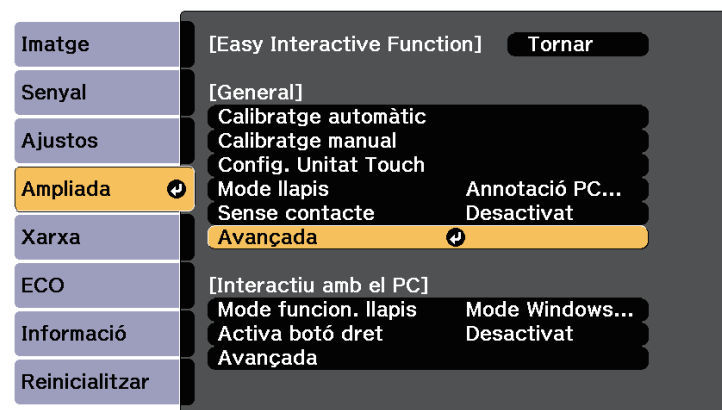 Imatge
Senyal
Ajustos
Ampliada
Xarxa
ECO
Informació
Reinicialitzar
[Easy Interactive Function] Tornar
[General]
Calibratge automàtic
Calibratge manual
Config. Unitat Touch
Mode llapis Annotació PC...
Sense contacte Desactivat
Avançada
[Interactiu amb el PC]
Mode funcion. llapis Mode Windows...
Activa botó dret Desactivat
Avançada